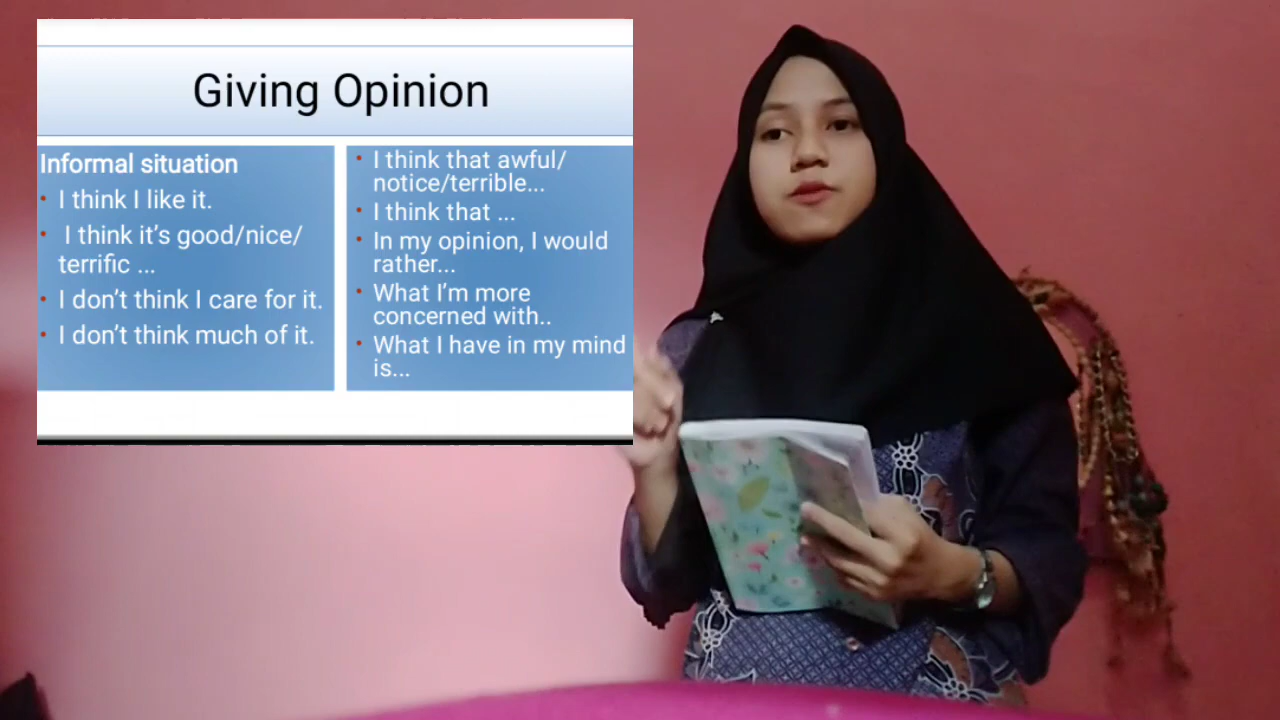 Giving Opinion
Informal situation
• I think I like it.
• I think it's good/nice/
terrific ...
• I don't think I care for it.
• I don't think much of it.
• I think that awful/
notice/terrible...
• I think that ...
• In my opinion, I would
rather...
• What I'm more
concerned with..
• What I have in my mind
is...